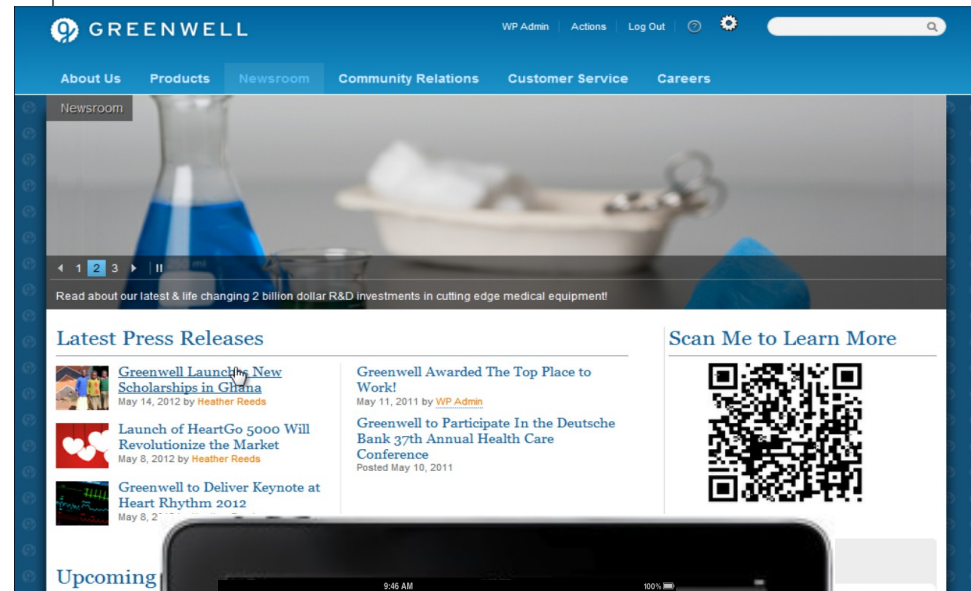 GREENWELL
WP Admin Actions Log Out
About Us Products Newsroom Community Relations Customer Service Careers
Newsroom
1 2 3
Read about our latest & life changing 2 billion dollar R&D investments in cutting edge medical equipment!
Latest Press Releases
Greenwell Launches New
Scholarships in Ghana
May 14, 2012 by Heather Reeds
Launch of HeartGo 5000 Will
Revolutionize the Market
May 8, 2012 by Heather Reeds
Greenwell to Deliver Keynote at
Heart Rhythm 2012
May 8,
Greenwell Awarded The Top Place to
Work!
May 11, 2011 by WP Admin
Greenwell to Participate In the Deutsche
Bank 37th Annual Health Care
Conference
Posted May 10, 2011
Scan Me to Learn More
Upcoming
9:46 AM 100%